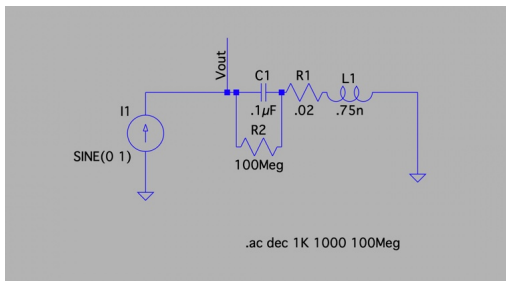 Vout
C1
R1
L1
.1µF
.02
.75n
I1
R2
SINE(0 1)
100Meg
.ac dec 1K 1000 100Meg